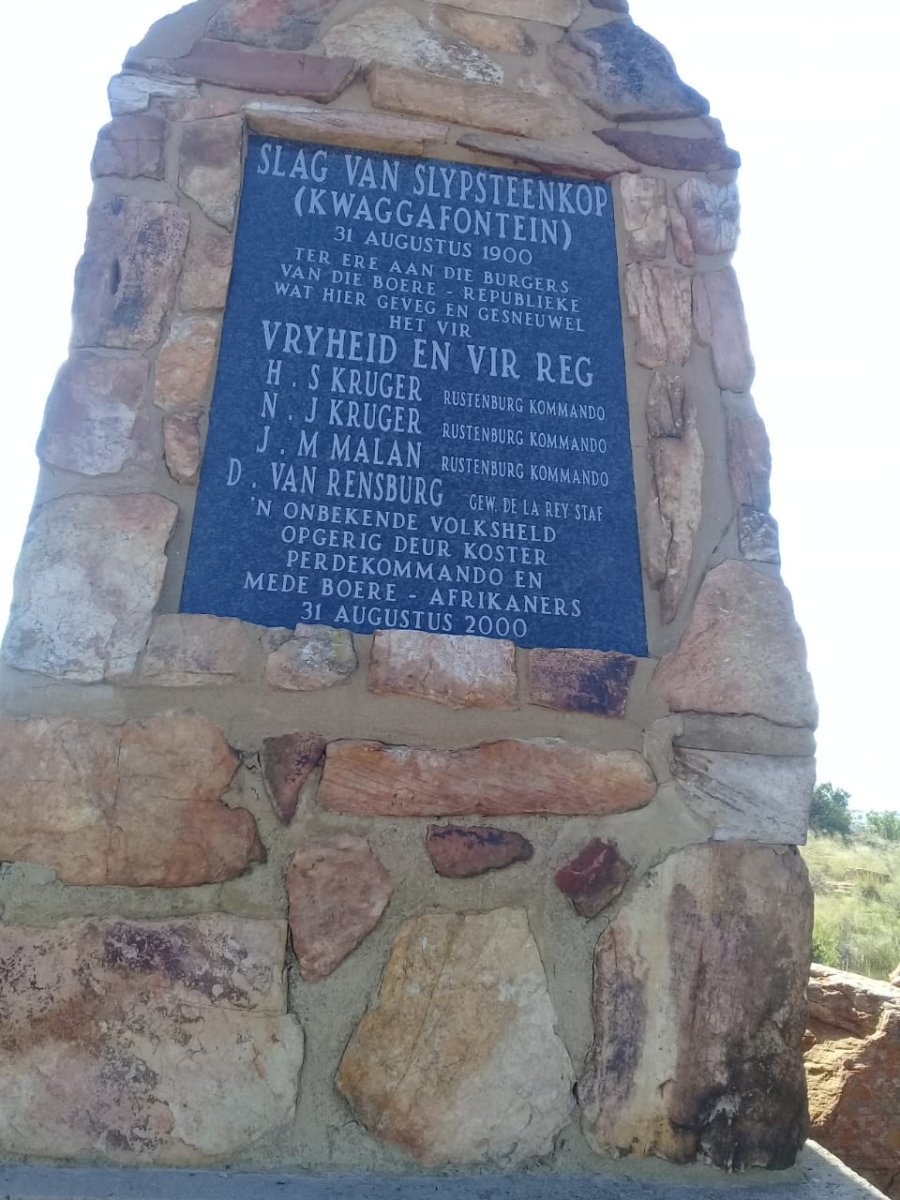 SLAG VAN SLYPSTEENKOP
(KWAGGAFONTEIN)
31 AUGUSTUS 1900
TER ERE AAN DIE BURGERS
VAN DIE BOERE - REPUBLIEKE
WAT HIER GEVEG EN GESNEUWEL
HET VIR
VRYHEID EN VIR REG
H . S KRUGER RUSTENBURG KOMMANDO
N . J KRUGER RUSTENBURG KOMMANDO
J . M MALAN RUSTENBURG KOMMANDO
D . VAN RENSBURG GEW. DE LA REY STAF
'N ONBEKENDE VOLKSHELD
OPGERIG DEUR KOSTER
PERDEKOMMANDO EN
MEDE BOERE - AFRIKANERS
31 AUGUSTUS 2000